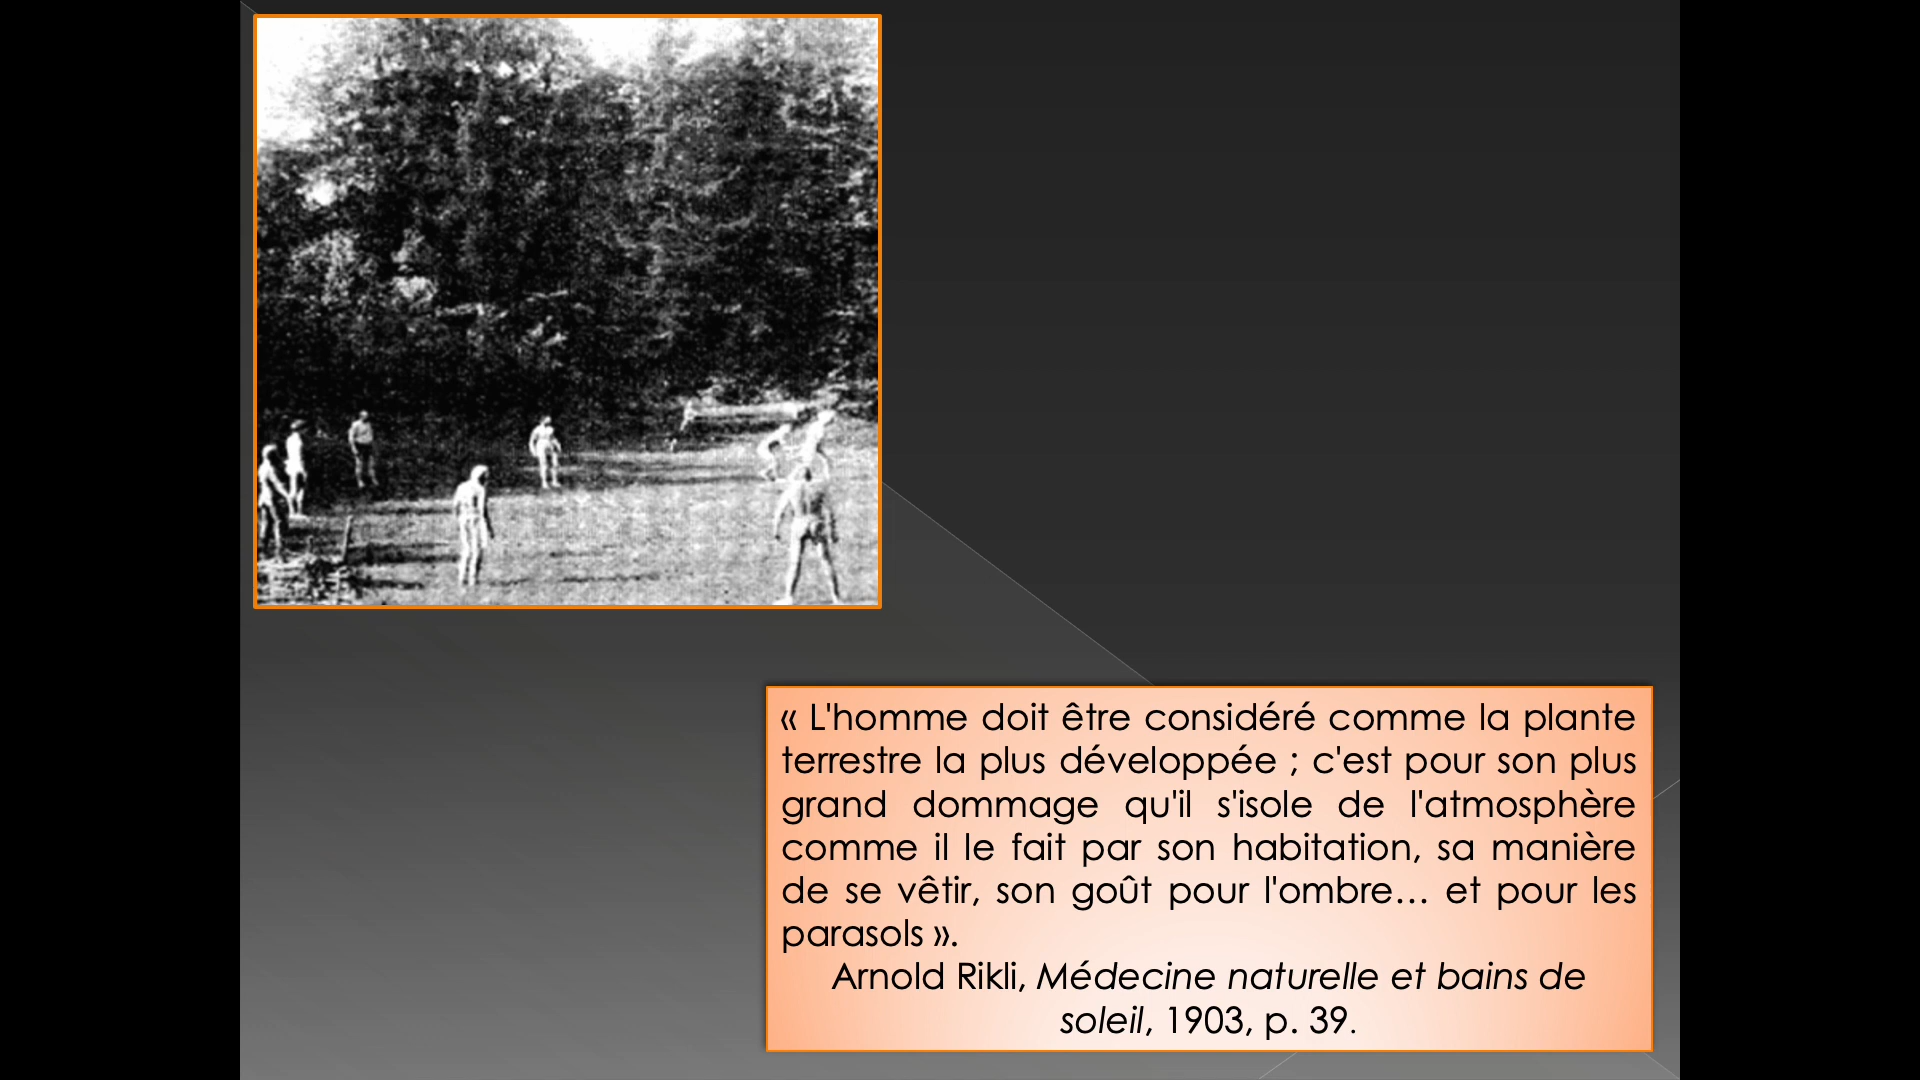 « L'homme doit être considéré comme la plante
terrestre la plus développée ; c'est pour son plus
grand dommage qu'il s'isole de l'atmosphère
comme il le fait par son habitation, sa manière
de se vêtir, son goût pour l'ombre… et pour les
parasols ».
Arnold Rikli, Médecine naturelle et bains de
soleil, 1903, p. 39.